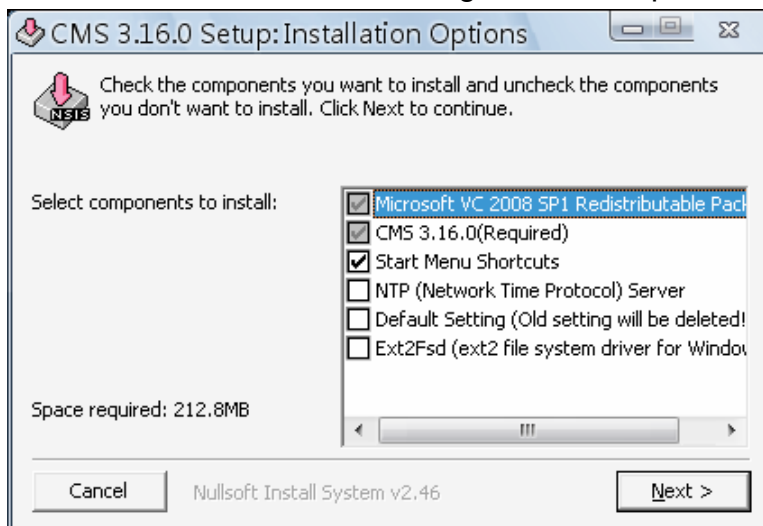 CMS 3.16.0 Setup: Installation Options
Check the components you want to install and uncheck the components
you don't want to install. Click Next to continue.
NSIS
Select components to install:
Microsoft VC 2008 SP1 Redistributable Pack
CMS 3.16.0(Required)
Start Menu Shortcuts
NTP (Network Time Protocol) Server
Default Setting (Old setting will be deleted!
Ext2Fsd (ext2 file system driver for Window
Space required: 212.8MB
Cancel
Nullsoft Install System v2.46
Next >